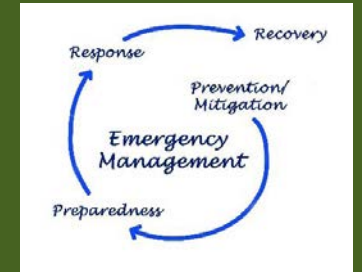 Recovery
Response
Prevention/
Mitigation
Emergency
Management
Preparedness